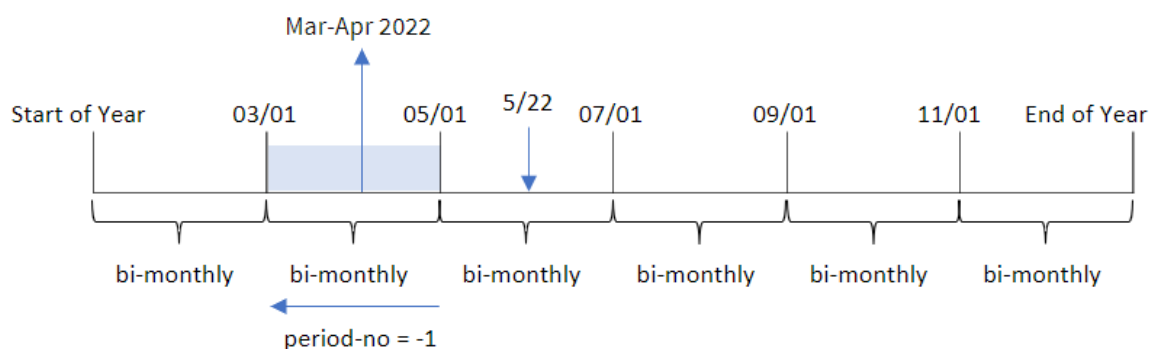 Mar-Apr 2022
Start of Year
03/01
05/01
5/22
07/01
09/01
11/01
End of Year
bi-monthly
bi-monthly
bi-monthly
bi-monthly
bi-monthly
bi-monthly
period-no = -1